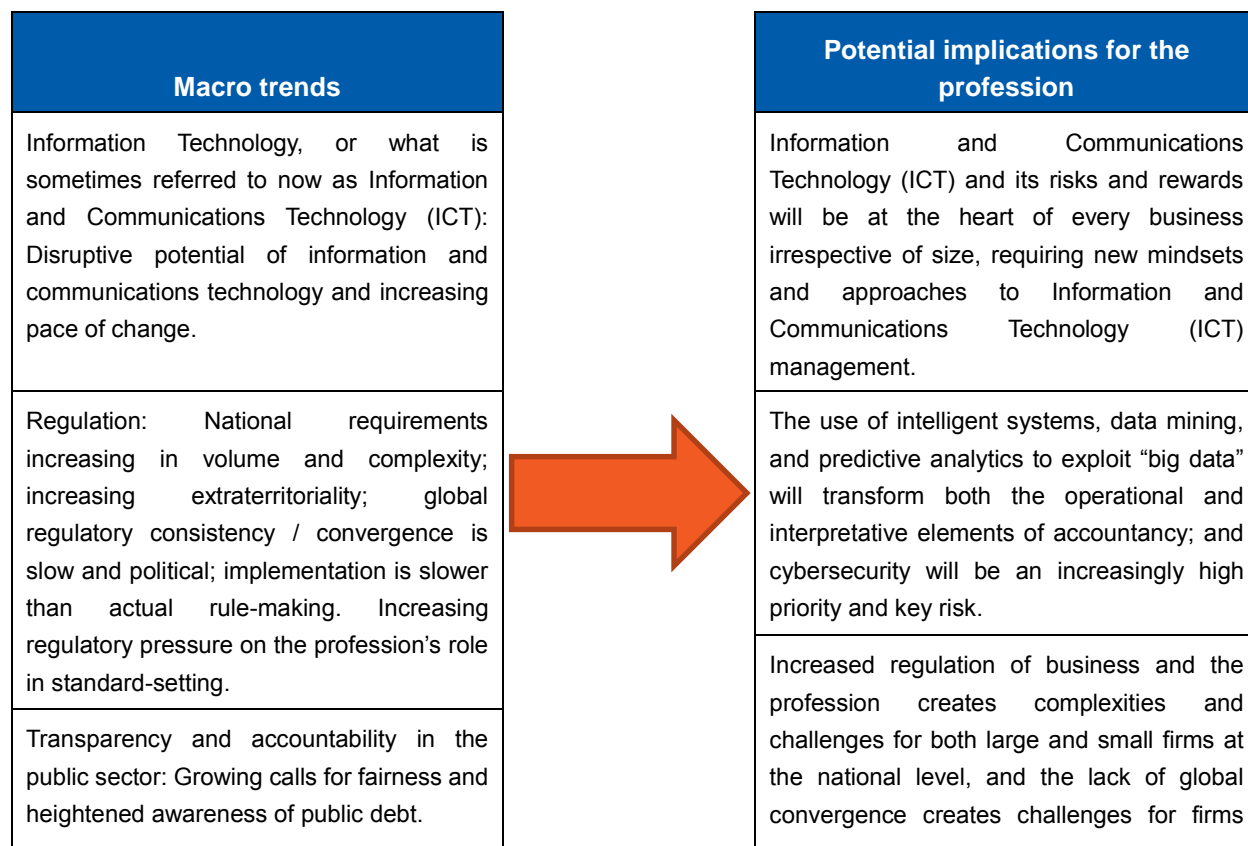 Macro trends
Information Technology, or what is
sometimes referred to now as Information
and Communications Technology (ICT):
Disruptive potential of information and
communications technology and increasing
pace of change.
Regulation: National requirements
increasing in volume and complexity;
increasing extraterritoriality; global
regulatory consistency / convergence is
slow and political; implementation is slower
than actual rule-making. Increasing
regulatory pressure on the profession’s role
in standard-setting.
Transparency and accountability in the
public sector: Growing calls for fairness and
heightened awareness of public debt.
Potential implications for the
profession
Information and Communications
Technology (ICT) and its risks and rewards
will be at the heart of every business
irrespective of size, requiring new mindsets
and approaches to Information and
Communications Technology (ICT)
management.
The use of intelligent systems, data mining,
and predictive analytics to exploit “big data”
will transform both the operational and
interpretative elements of accountancy; and
cybersecurity will be an increasingly high
priority and key risk.
Increased regulation of business and the
profession creates complexities and
challenges for both large and small firms at
the national level, and the lack of global
convergence creates challenges for firms